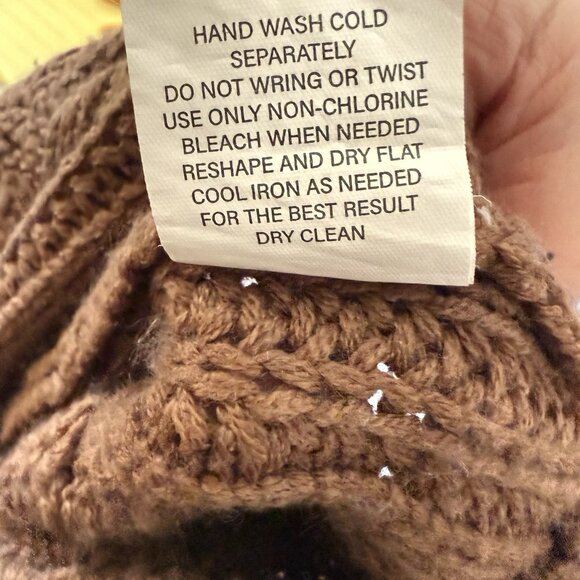 HAND WASH COLD
SEPARATELY
DO NOT WRING OR TWIST
USE ONLY NON-CHLORINE
BLEACH WHEN NEEDED
RESHAPE AND DRY FLAT
COOL IRON AS NEEDED
FOR THE BEST RESULT
DRY CLEAN